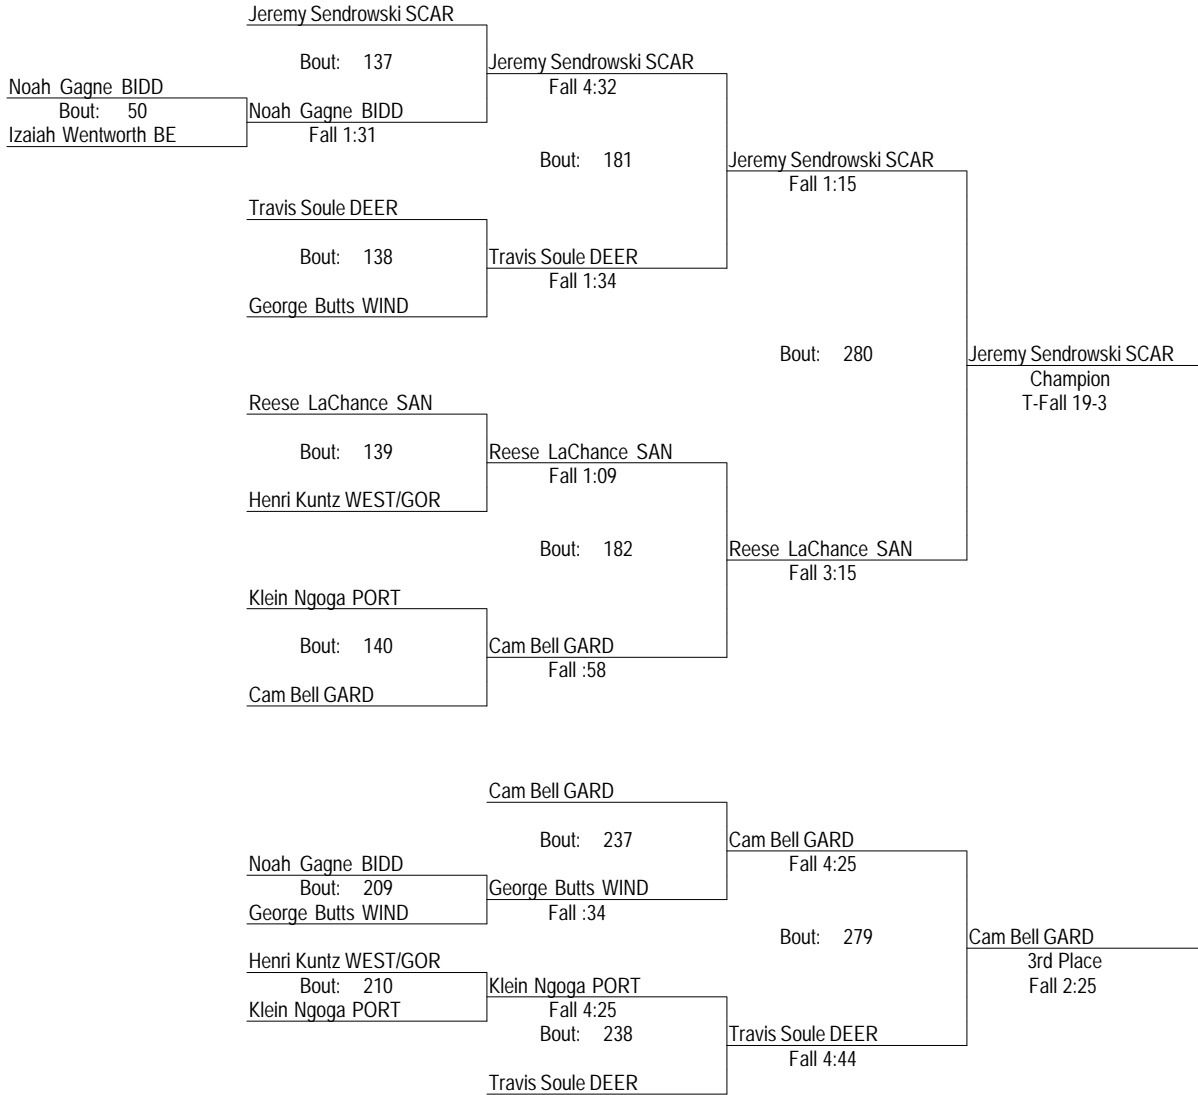 Jeremy Sendrowski SCAR
Bout: 137
Jeremy Sendrowski SCAR
Fall 4:32
Noah Gagne BIDD
Bout: 50
Izaiah Wentworth BE
Noah Gagne BIDD
Fall 1:31
Bout: 181
Jeremy Sendrowski SCAR
Fall 1:15
Travis Soule DEER
Bout: 138
Travis Soule DEER
Fall 1:34
George Butts WIND
Bout: 280
Jeremy Sendrowski SCAR
Champion
T-Fall 19-3
Reese LaChance SAN
Bout: 139
Reese LaChance SAN
Fall 1:09
Henri Kuntz WEST/GOR
Bout: 182
Reese LaChance SAN
Fall 3:15
Klein Ngoga PORT
Bout: 140
Cam Bell GARD
Fall :58
Cam Bell GARD
Cam Bell GARD
Bout: 237
Cam Bell GARD
Fall 4:25
Noah Gagne BIDD
Bout: 209
George Butts WIND
George Butts WIND
Fall :34
Bout: 279
Cam Bell GARD
3rd Place
Fall 2:25
Henri Kuntz WEST/GOR
Bout: 210
Klein Ngoga PORT
Klein Ngoga PORT
Fall 4:25
Bout: 238
Travis Soule DEER
Fall 4:44
Travis Soule DEER